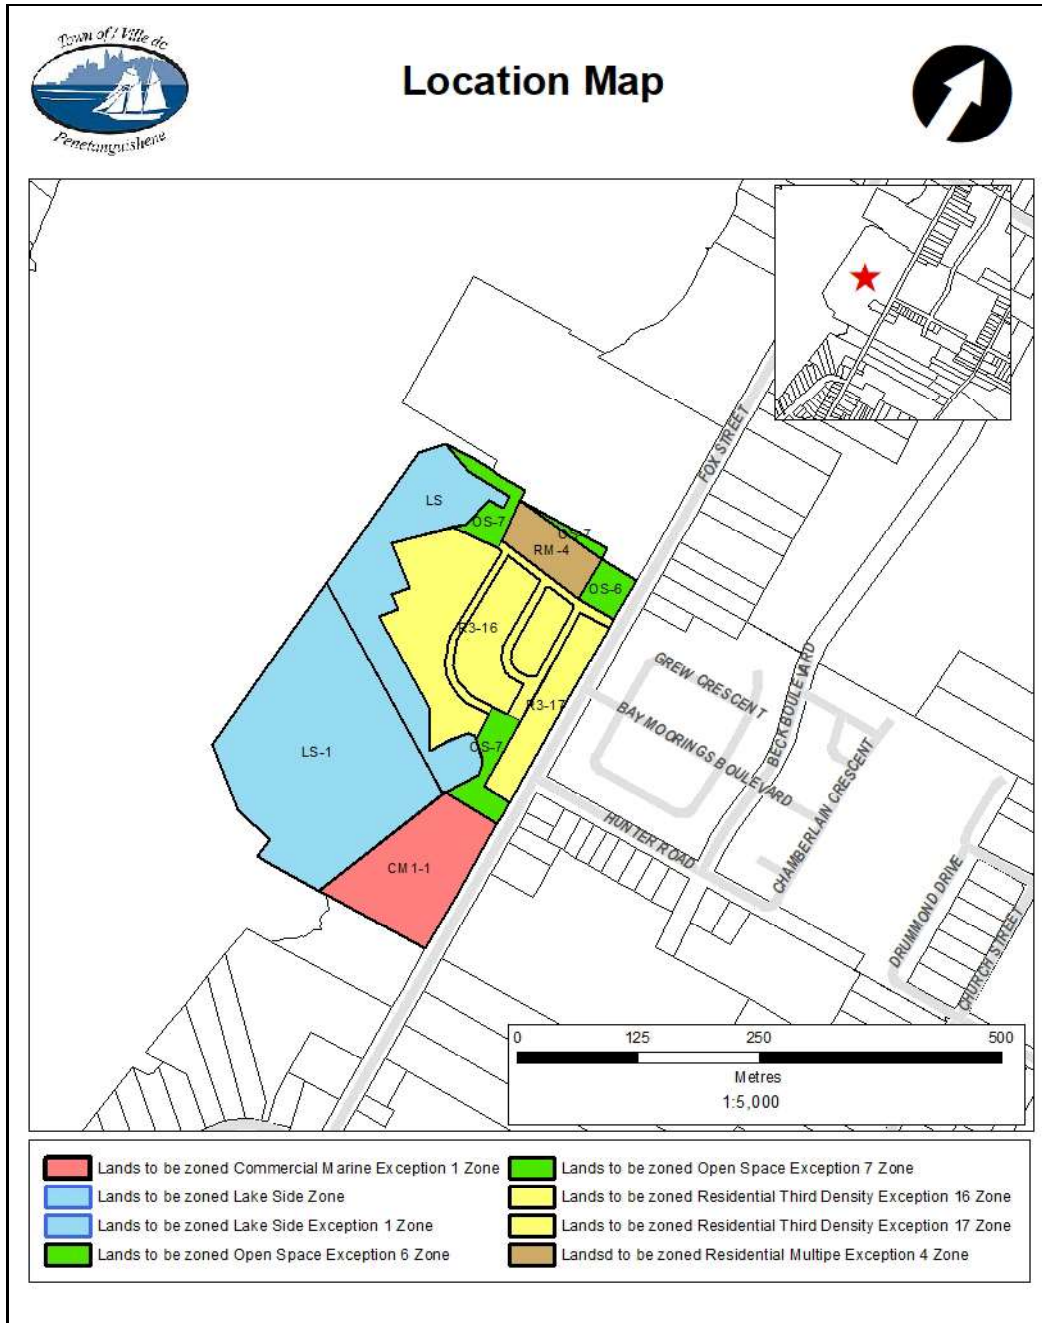 Town of / Ville de
Penetanguishene
Location Map
FOX STREET
LS
OS-7
OS-7
RM-4
OS-6
R3-16
GREW CRESCENT
BECK BOULEVARD
R3-17
BAY MOORINGS BOULEVARD
OS-7
LS-1
CHAMBERLAIN CRESCENT
HUNTER ROAD
CM1-1
DRUMMOND DRIVE
CHURCH STREET
0 125 250 500
Metres
1:5,000
Lands to be zoned Commercial Marine Exception 1 Zone
Lands to be zoned Lake Side Zone
Lands to be zoned Lake Side Exception 1 Zone
Lands to be zoned Open Space Exception 6 Zone
Lands to be zoned Open Space Exception 7 Zone
Lands to be zoned Residential Third Density Exception 16 Zone
Lands to be zoned Residential Third Density Exception 17 Zone
Landsd to be zoned Residential Multipe Exception 4 Zone